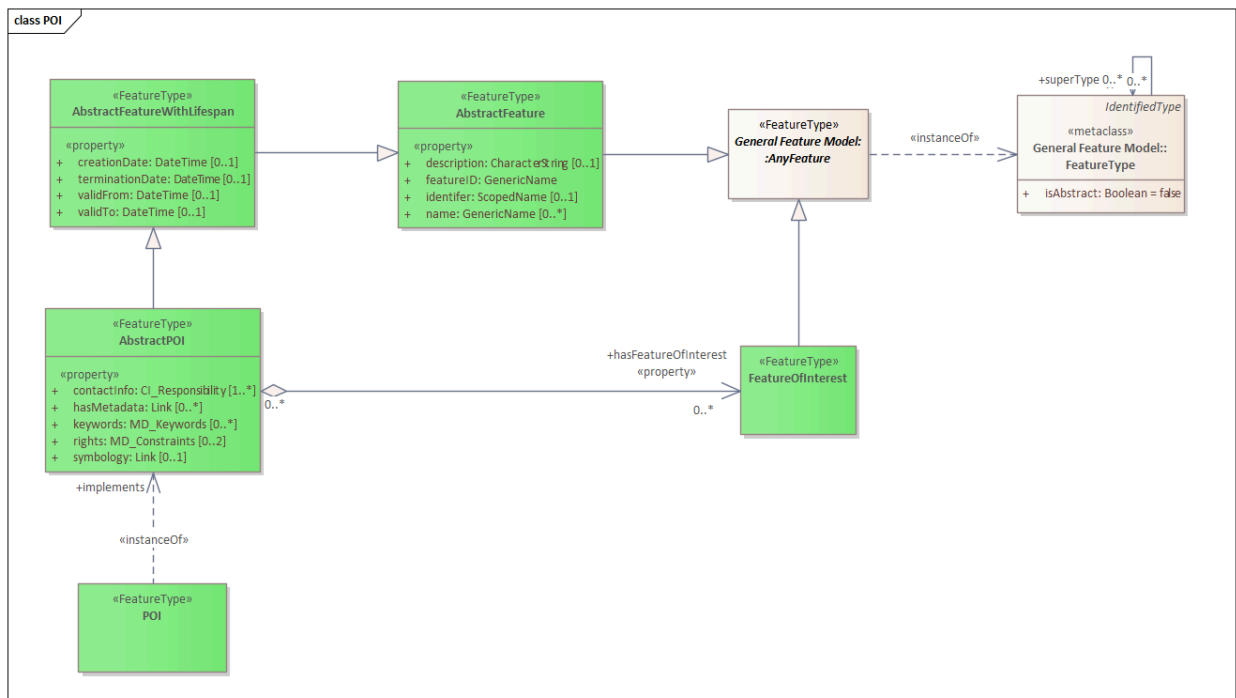 class POI
«FeatureType»
AbstractFeatureWithLifespan
«property»
+ creationDate: DateTime [0..1]
+ terminationDate: DateTime [0..1]
+ validFrom: DateTime [0..1]
+ validTo: DateTime [0..1]
«FeatureType»
AbstractFeature
«property»
+ description: CharacterString [0..1]
+ featureID: GenericName
+ identifer: ScopedName [0..1]
+ name: GenericName [0..*]
«FeatureType»
General Feature Model:
:AnyFeature
«instanceOf»
+superType 0..* 0..*
IdentifiedType
«metaclass»
General Feature Model::
FeatureType
+ isAbstract: Boolean = false
«FeatureType»
AbstractPOI
«property»
+ contactInfo: CI_Responsibility [1..*]
+ hasMetadata: Link [0..*]
+ keywords: MD_Keywords [0..*]
+ rights: MD_Constraints [0..2]
+ symbology: Link [0..1]
0..*
+hasFeatureOfInterest
«property»
0..*
«FeatureType»
FeatureOfInterest
+implements
«instanceOf»
«FeatureType»
POI